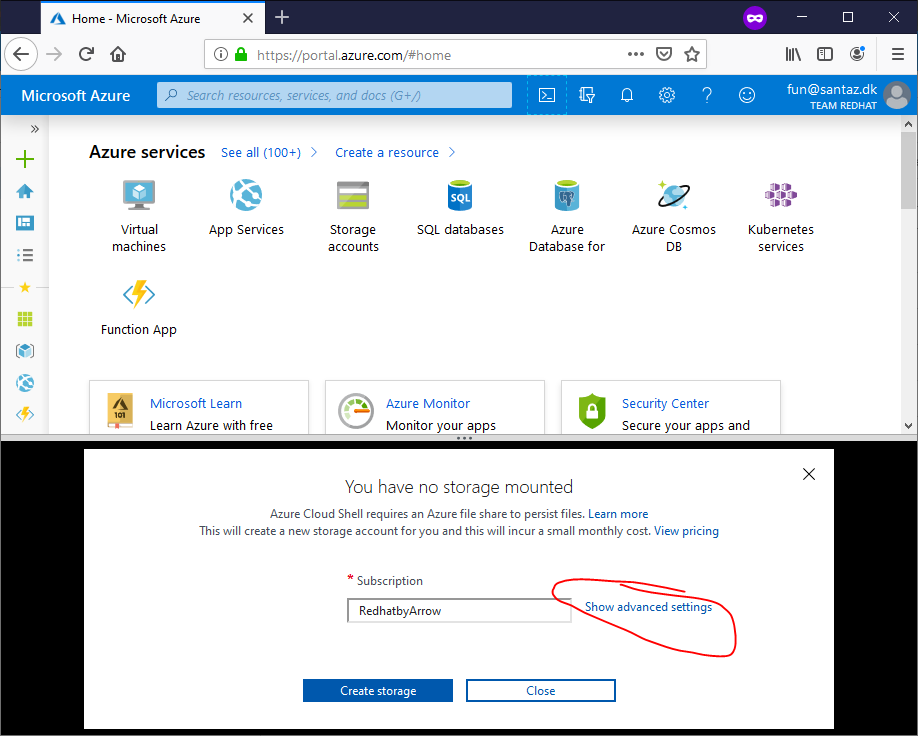 Home - Microsoft Azure
https://portal.azure.com/#home
Microsoft Azure
Search resources, services, and docs (G+/)
fun@santaz.dk
TEAM REDHAT
Azure services
See all (100+)
Create a resource
Virtual machines
App Services
Storage accounts
SQL
SQL databases
Azure Database for
Azure Cosmos DB
Kubernetes services
Function App
101
Microsoft Learn
Learn Azure with free
Azure Monitor
Monitor your apps
Security Center
Secure your apps and
You have no storage mounted
Azure Cloud Shell requires an Azure file share to persist files. Learn more
This will create a new storage account for you and this will incur a small monthly cost. View pricing
* Subscription
RedhatbyArrow
Show advanced settings
Create storage
Close